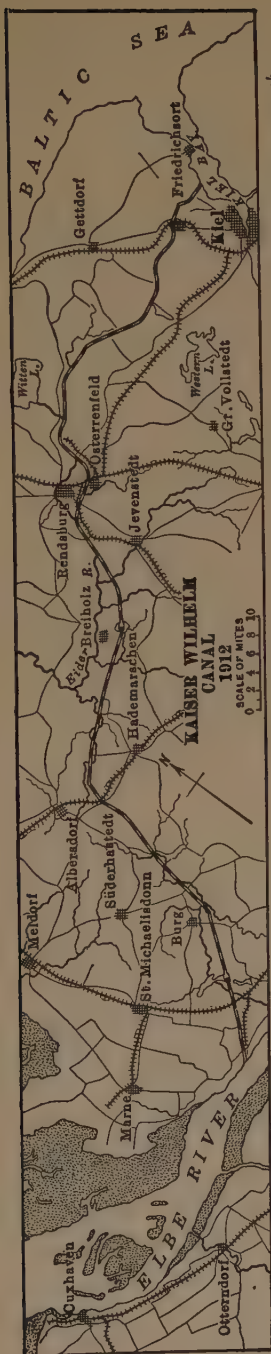 BALTIC SEA
Friedrichsort
KIEL BAY
Kiel
Gettdorf
Witten L.
Western L.
Gr. Vollstedt
Osterrenfeld
Rendsburg
Jevenstedt
Eider R.
Breiholz
Hademarschen
KAISER WILHELM
CANAL
1912
SCALE OF MILES
0 2 4 6 8 10
N
Albersdorf
Süderhastedt
Meldorf
St. Michaelisdonn
Burg
Marne
ELBE RIVER
Cuxhaven
Otterndorf